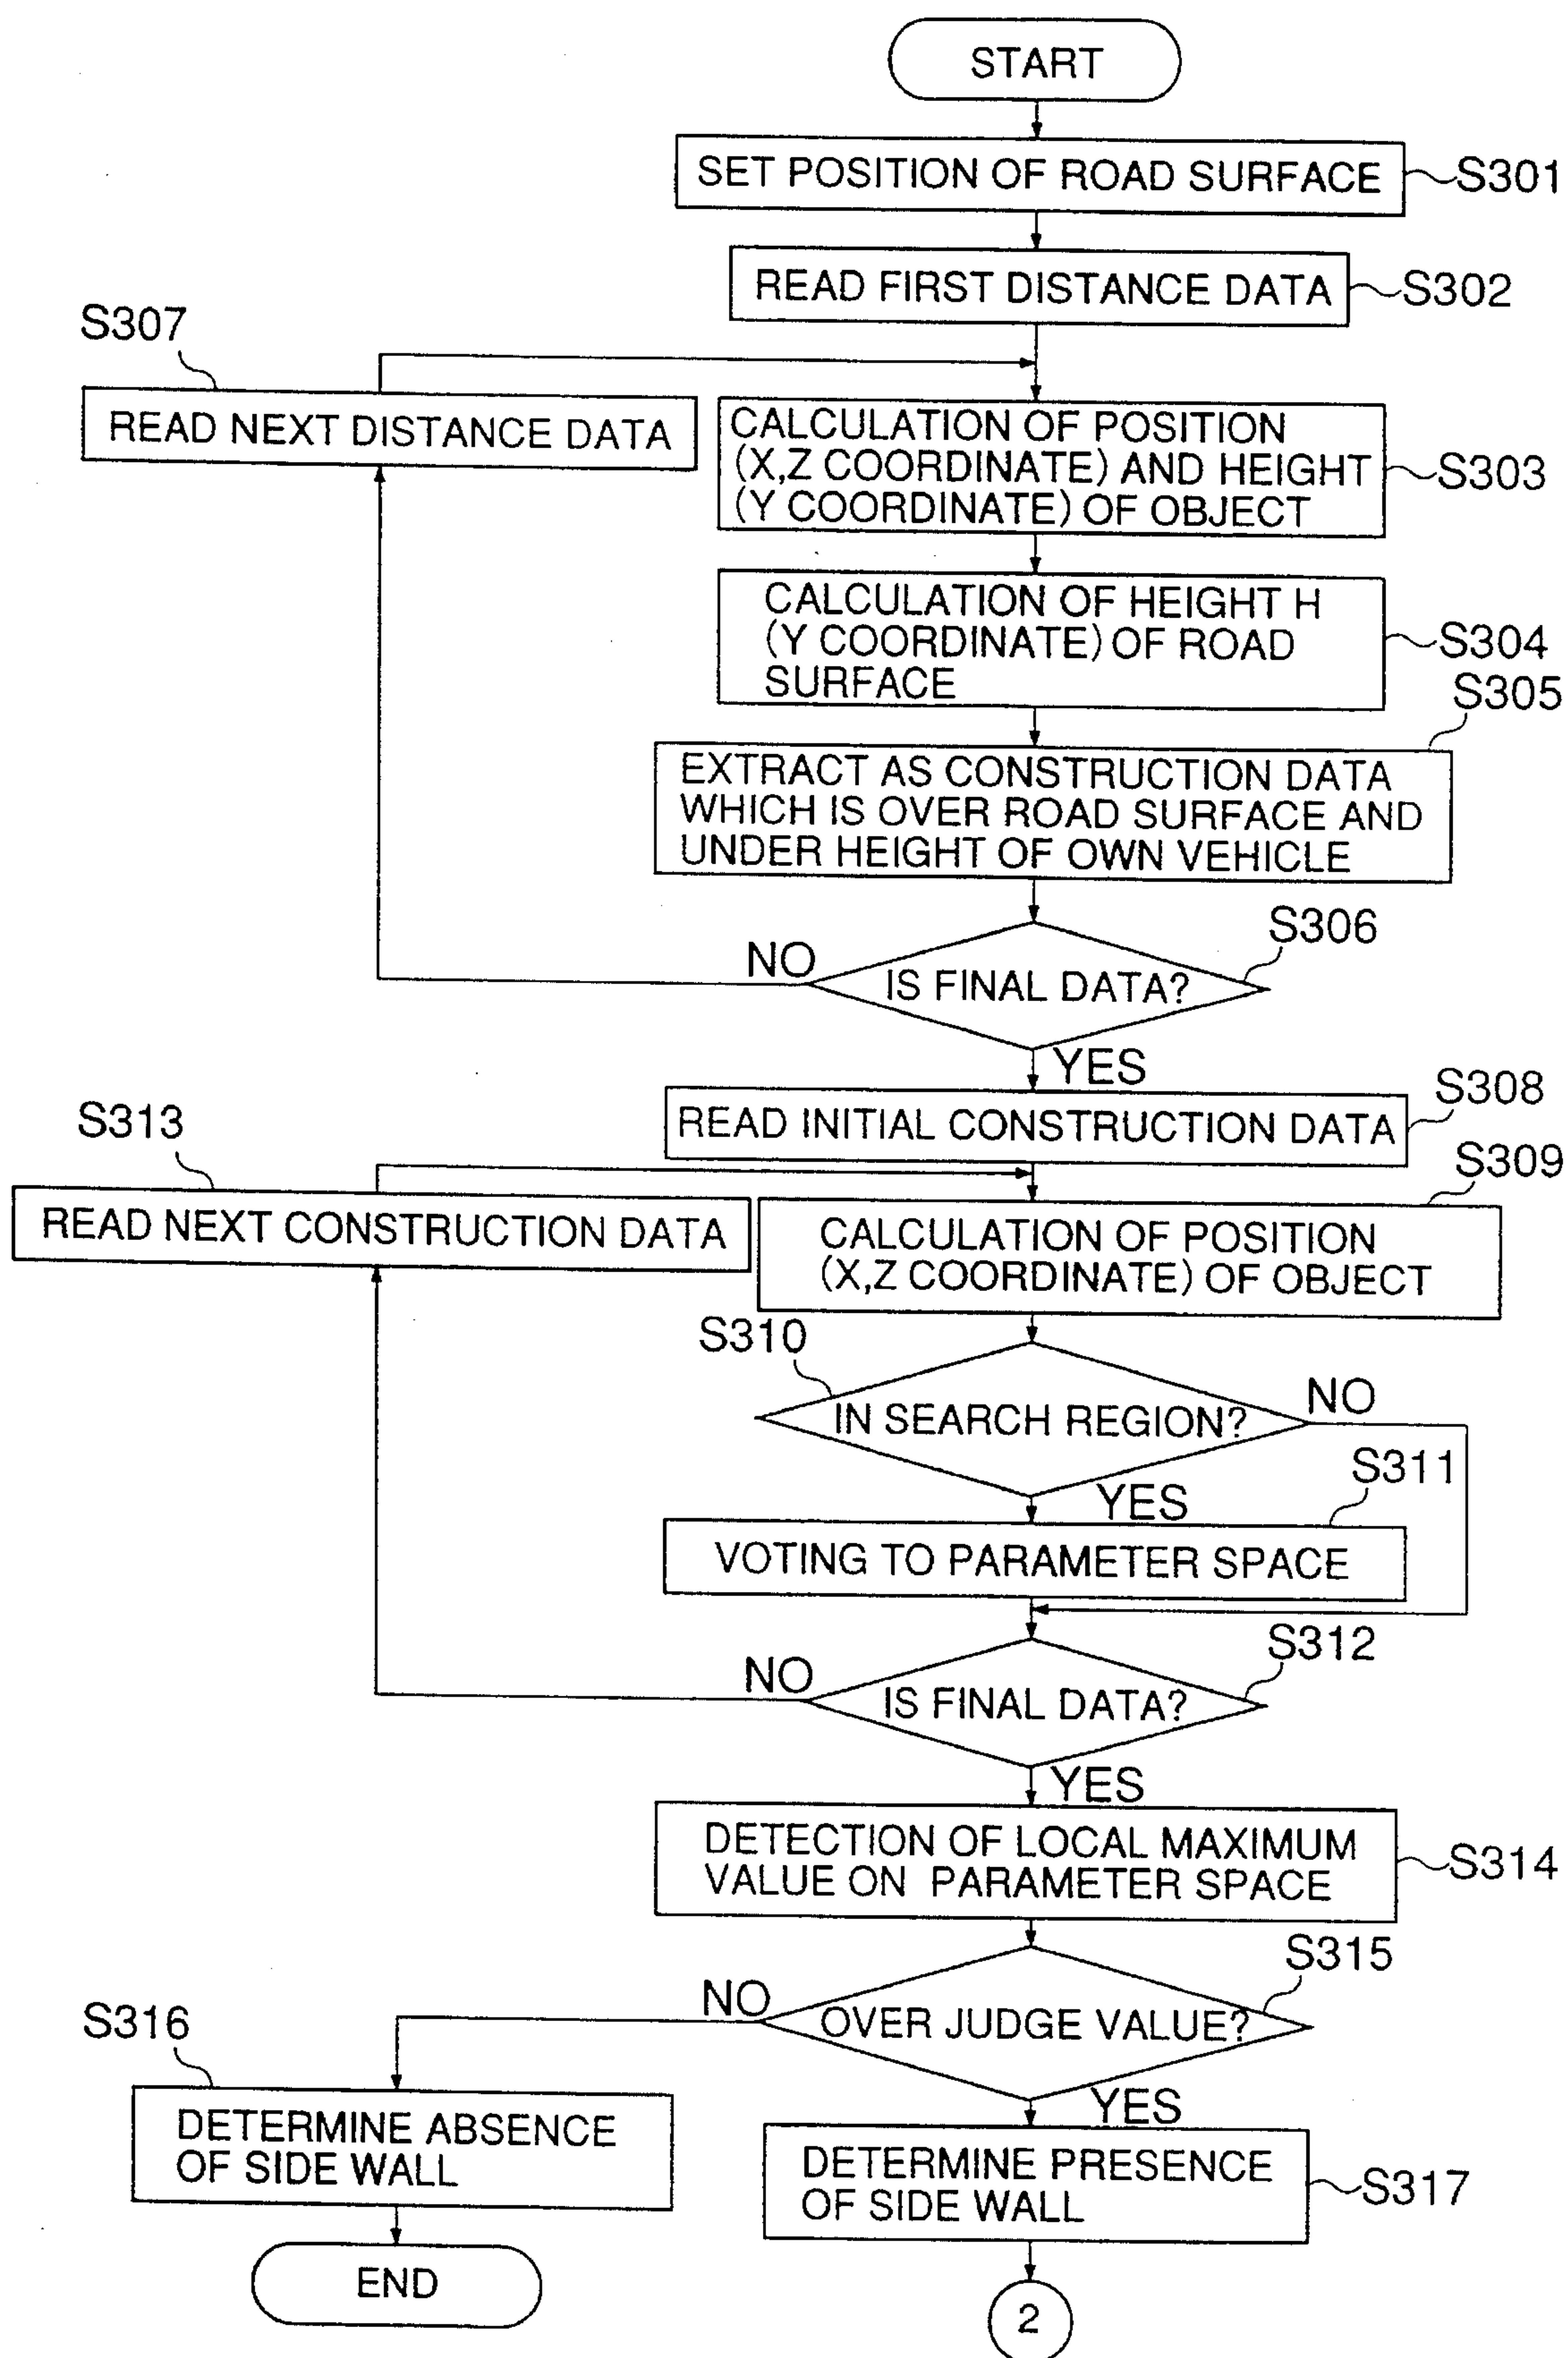 START
SET POSITION OF ROAD SURFACE
S301
READ FIRST DISTANCE DATA
S302
S307
READ NEXT DISTANCE DATA
CALCULATION OF POSITION
(X,Z COORDINATE) AND HEIGHT
(Y COORDINATE) OF OBJECT
S303
CALCULATION OF HEIGHT H
(Y COORDINATE) OF ROAD
SURFACE
S304
S305
EXTRACT AS CONSTRUCTION DATA
WHICH IS OVER ROAD SURFACE AND
UNDER HEIGHT OF OWN VEHICLE
S306
NO
IS FINAL DATA?
YES
S308
READ INITIAL CONSTRUCTION DATA
S313
READ NEXT CONSTRUCTION DATA
S309
CALCULATION OF POSITION
(X,Z COORDINATE) OF OBJECT
S310
IN SEARCH REGION?
NO
YES
S311
VOTING TO PARAMETER SPACE
S312
NO
IS FINAL DATA?
YES
DETECTION OF LOCAL MAXIMUM
VALUE ON PARAMETER SPACE
S314
S315
NO
OVER JUDGE VALUE?
YES
S316
DETERMINE ABSENCE
OF SIDE WALL
DETERMINE PRESENCE
OF SIDE WALL
S317
END
2